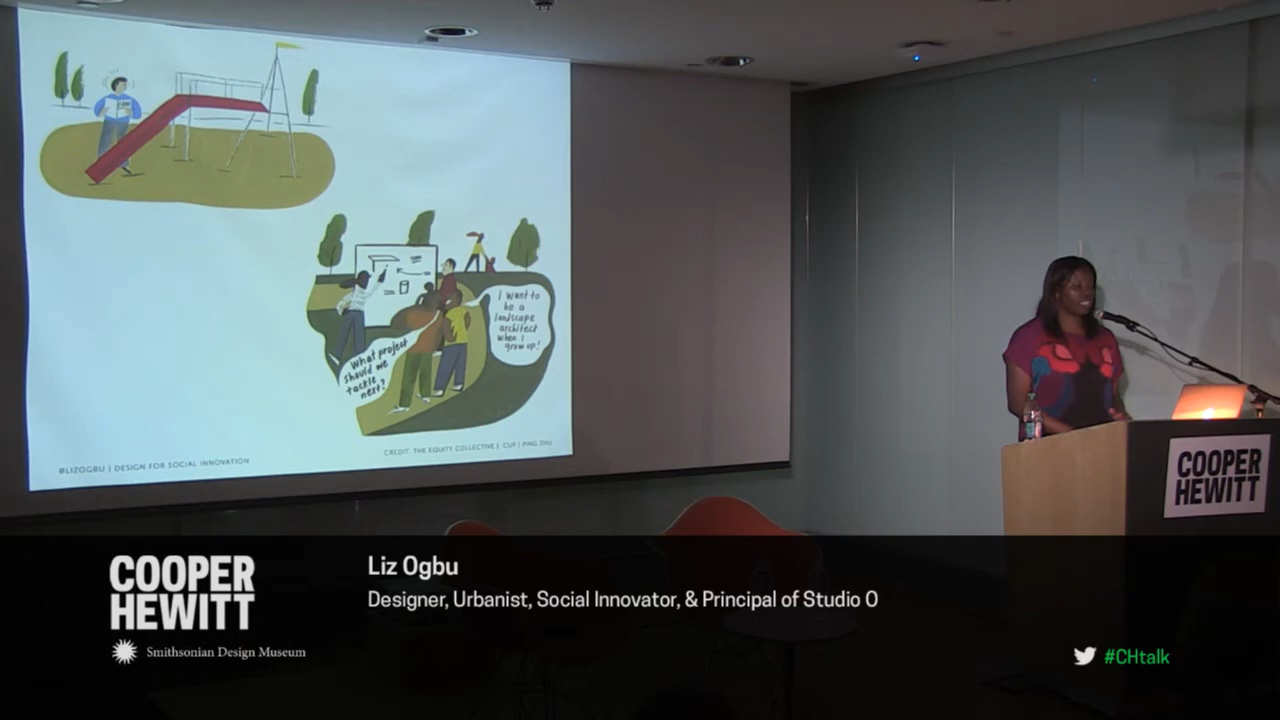 I want to
be a
landscape
architect
when I
grow up!
What project
should we
tackle
next?
@LIZOGBU | DESIGN FOR SOCIAL INNOVATION
CREDIT: THE EQUITY COLLECTIVE | CUP | PING ZHU
COOPER
HEWITT
COOPER
HEWITT
Smithsonian Design Museum
Liz Ogbu
Designer, Urbanist, Social Innovator, & Principal of Studio O
#CHtalk